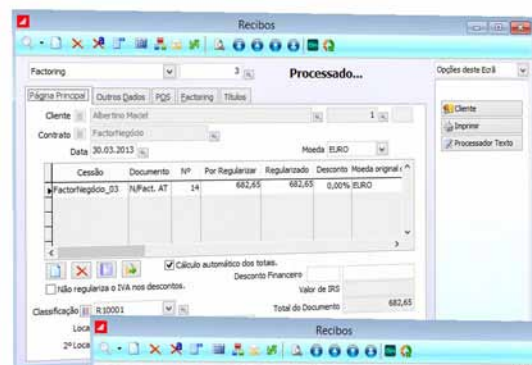 Recibos
Factoring 3 Processado... Opções deste Ecrã
Página Principal Outros Dados POS Factoring Títulos
Cliente Albertino Maciel 1
Contrato FactorNegócio
Data 30.03.2013 Moeda EURO
Cliente
Imprimir
Processador Texto
Cessão Documento Nº Por Regularizar Regularizado Desconto Moeda original
FactorNegócio_03 N/Fact. AT 14 682,65 682,65 0,00% EURO
Cálculo automático dos totais.
Desconto Financeiro
Não regulariza o IVA nos descontos.
Valor de IRS
Classificação R10001 Total do Documento 682,65
Loca
2º Loca
Recibos